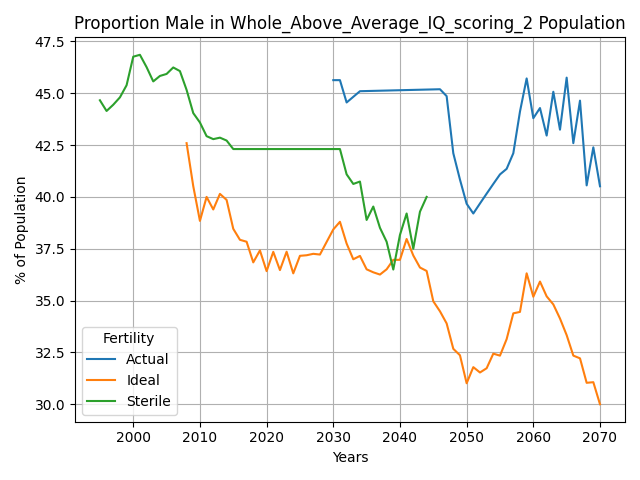 Proportion Male in Whole_Above_Average_IQ_scoring_2 Population
47.5
45.0
42.5
40.0
37.5
35.0
32.5
30.0
% of Population
Fertility
Actual
Ideal
Sterile
2000 2010 2020 2030 2040 2050 2060 2070
Years